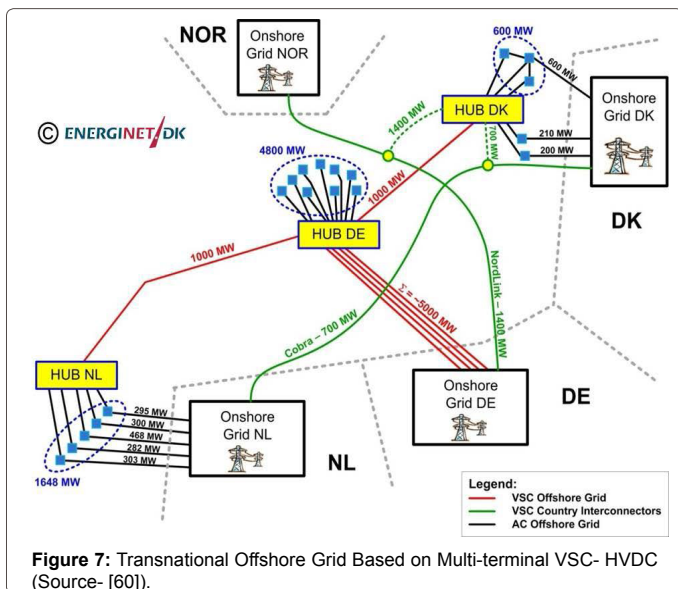 NOR
Onshore
Grid NOR
© ENERGINET/DK
600 MW
600 MW
Onshore
Grid DK
HUB DK
1400 MW
700 MW
210 MW
200 MW
DK
4800 MW
1000 MW
HUB DE
1000 MW
NordLink – 1400 MW
Σ = ~5000 MW
Cobra – 700 MW
HUB NL
295 MW
300 MW
468 MW
282 MW
303 MW
1648 MW
Onshore
Grid NL
NL
Onshore
Grid DE
DE
Legend:
VSC Offshore Grid
VSC Country Interconnectors
AC Offshore Grid
Figure 7: Transnational Offshore Grid Based on Multi-terminal VSC- HVDC
(Source- [60]).